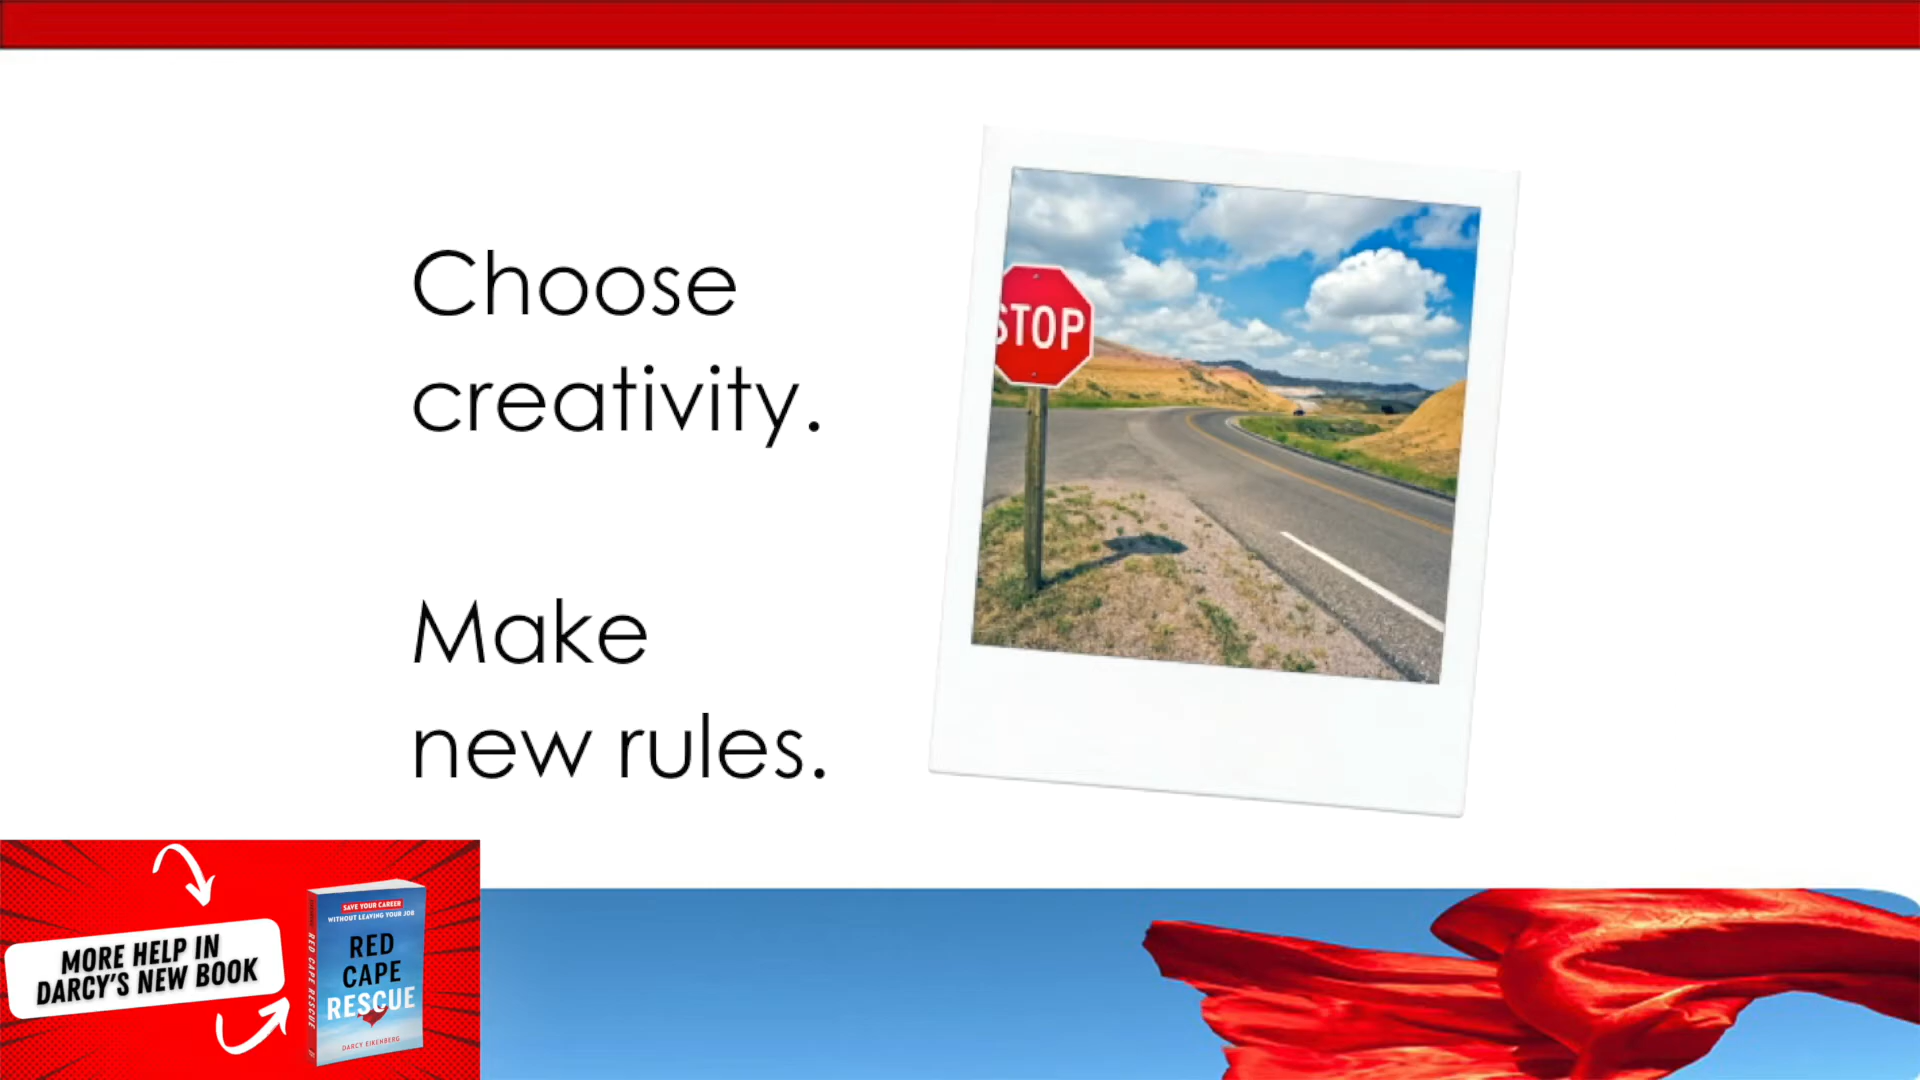 Choose
creativity.
Make
new rules.
STOP
MORE HELP IN
DARCY'S NEW BOOK
SAVE YOUR CAREER
WITHOUT LEAVING YOUR JOB
RED
CAPE
RESCUE
DARCY EIKENBERG
RED CAPE RESCUE